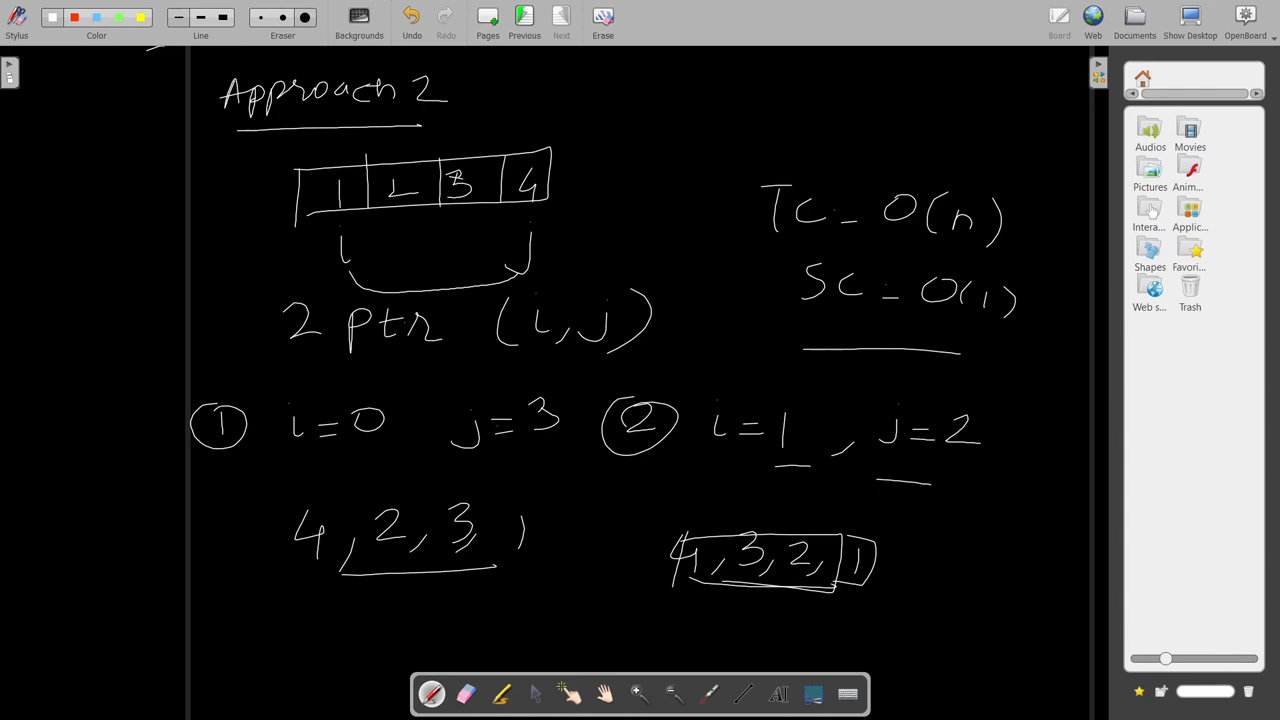 Stylus
Color
Line
Eraser
Backgrounds
Undo
Redo
Pages
Previous
Next
Erase
Board
Web
Documents
Show Desktop
OpenBoard
Approach 2
1 2 3 4
TC - O(n)
SC - O(1)
2 ptr (i, j)
1 i=0 j=3
2 i=1, j=2
4, 2, 3, 1
4, 3, 2, 1
Audios
Movies
Pictures
Anim...
Intera...
Applic...
Shapes
Favori...
Web s...
Trash